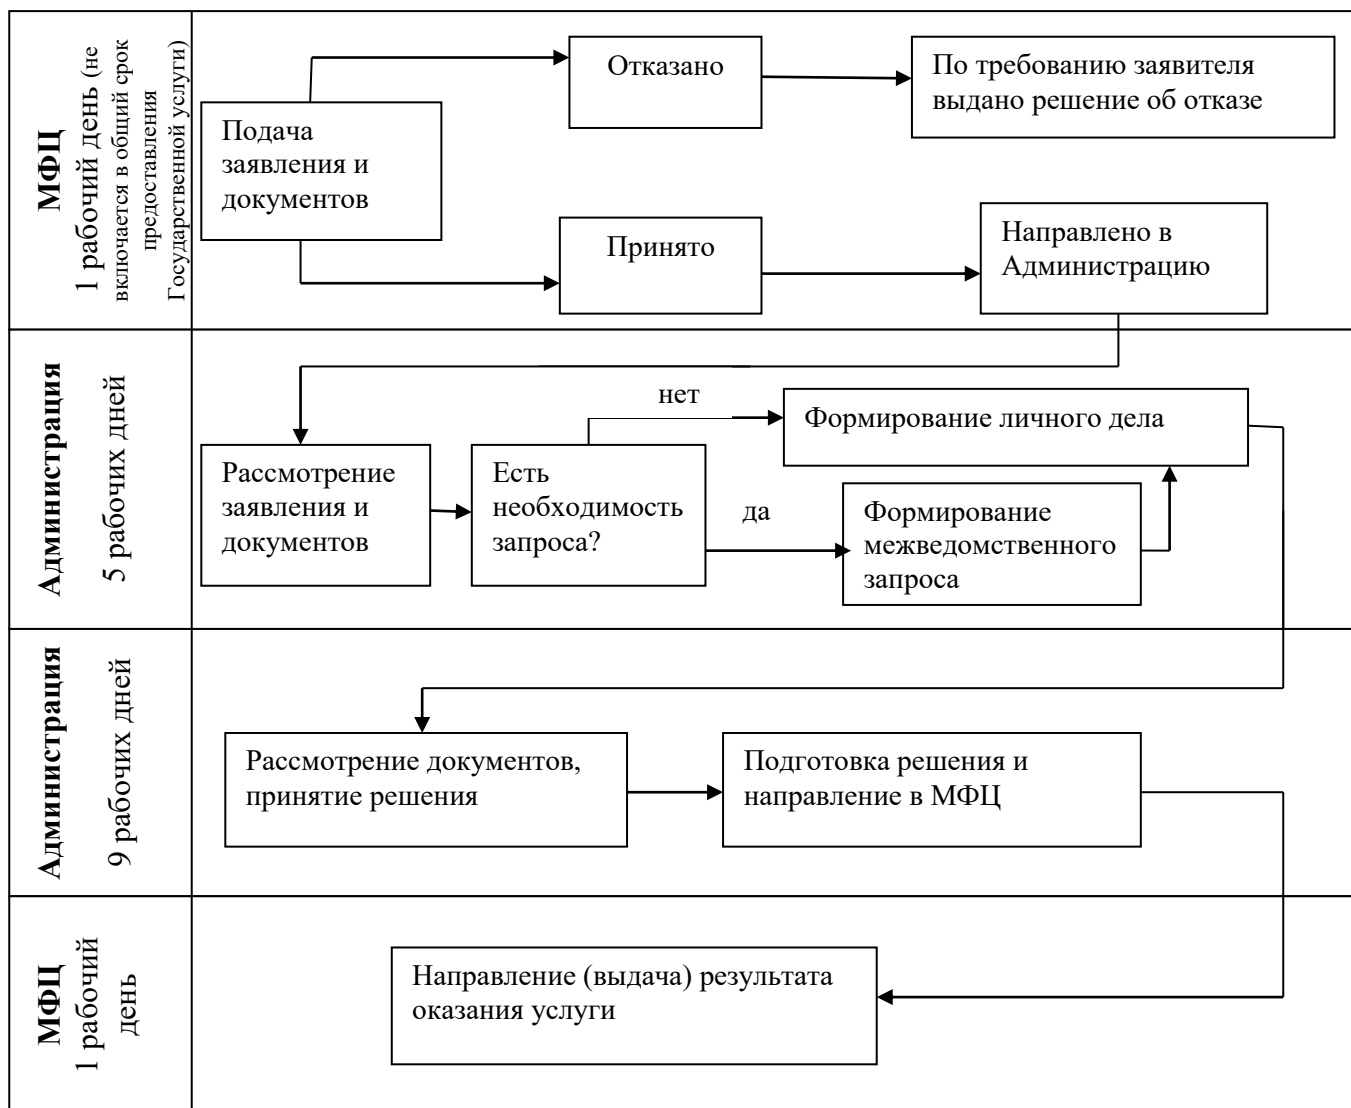 МФЦ
1 рабочий день (не
включается в общий срок
предоставления
Государственной услуги)
Подача
заявления и
документов
Отказано
По требованию заявителя
выдано решение об отказе
Принято
Направлено в
Администрацию
Администрация
5 рабочих дней
Рассмотрение
заявления и
документов
Есть
необходимость
запроса?
нет
Формирование личного дела
да
Формирование
межведомственного
запроса
Администрация
9 рабочих дней
Рассмотрение документов,
принятие решения
Подготовка решения и
направление в МФЦ
МФЦ
1 рабочий
день
Направление (выдача) результата
оказания услуги